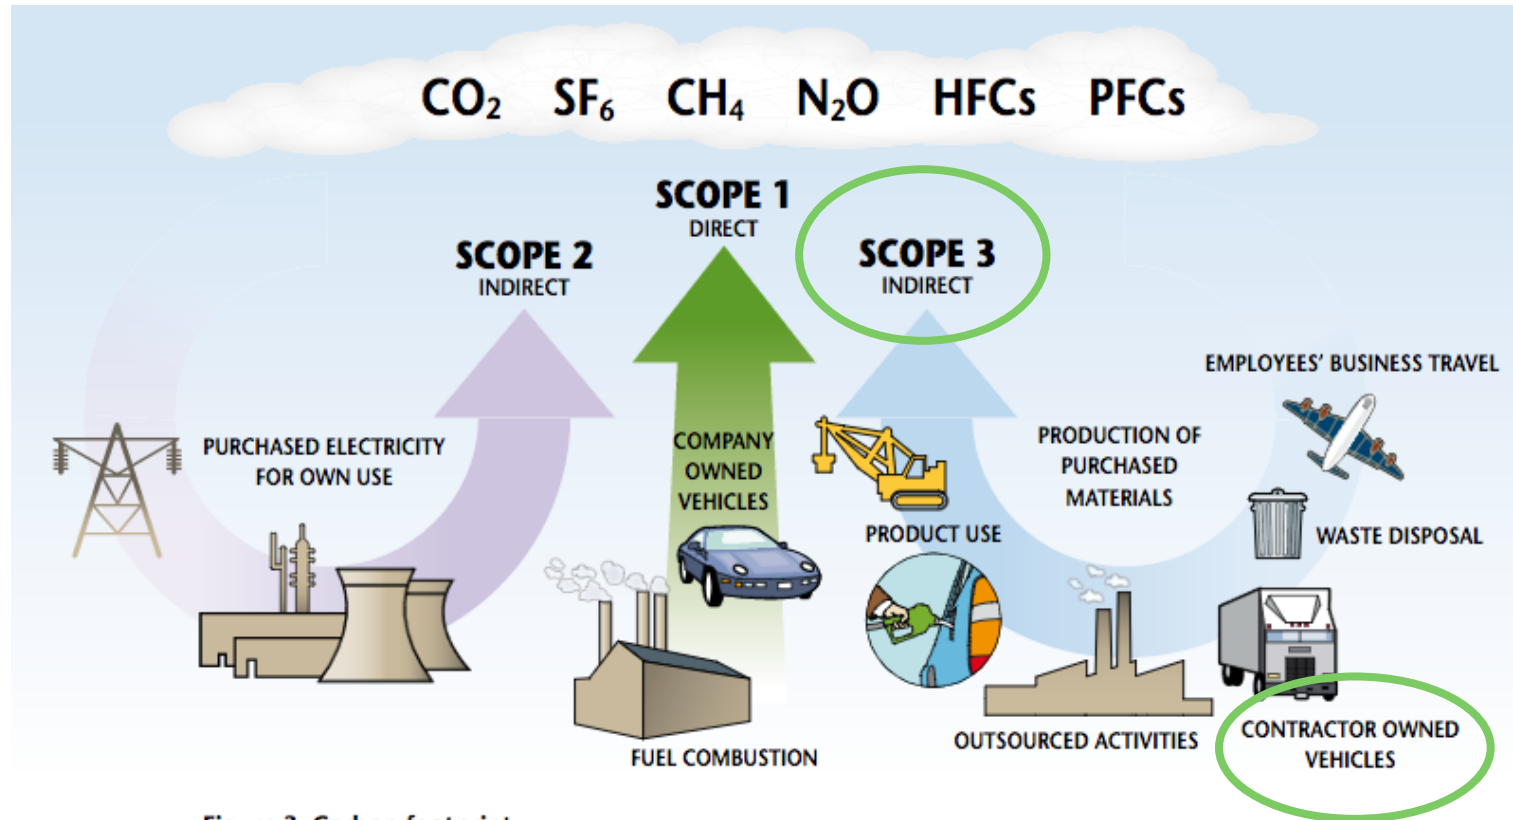 CO₂ SF₆ CH₄ N₂O HFCs PFCs
SCOPE 1
DIRECT
SCOPE 2
INDIRECT
SCOPE 3
INDIRECT
EMPLOYEES' BUSINESS TRAVEL
PURCHASED ELECTRICITY
FOR OWN USE
COMPANY
OWNED
VEHICLES
PRODUCTION OF
PURCHASED
MATERIALS
PRODUCT USE
WASTE DISPOSAL
FUEL COMBUSTION
OUTSOURCED ACTIVITIES
CONTRACTOR OWNED
VEHICLES